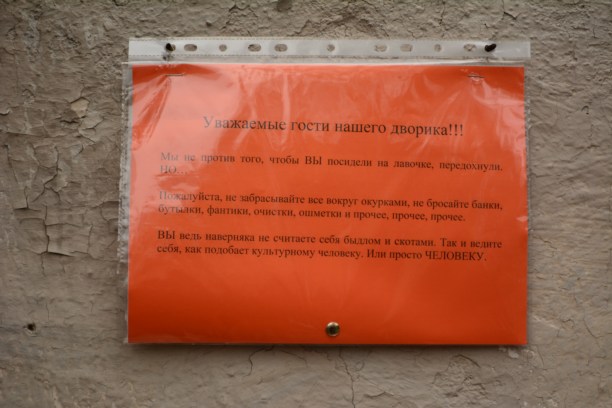 Уважаемые гости нашего дворика!!!
Мы не против того, чтобы ВЫ посидели на лавочке, передохнули.
НО…
Пожалуйста, не забрасывайте все вокруг окурками, не бросайте банки,
бутылки, фантики, очистки, ошметки и прочее, прочее, прочее.
ВЫ ведь наверняка не считаете себя быдлом и скотами. Так и ведите
себя, как подобает культурному человеку. Или просто ЧЕЛОВЕКУ.